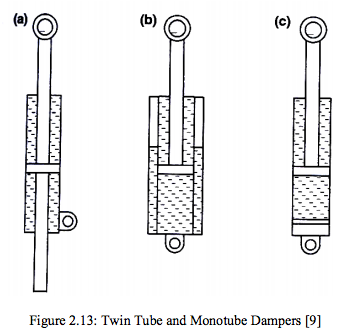 (a)
(b)
(c)
Figure 2.13: Twin Tube and Monotube Dampers [9]